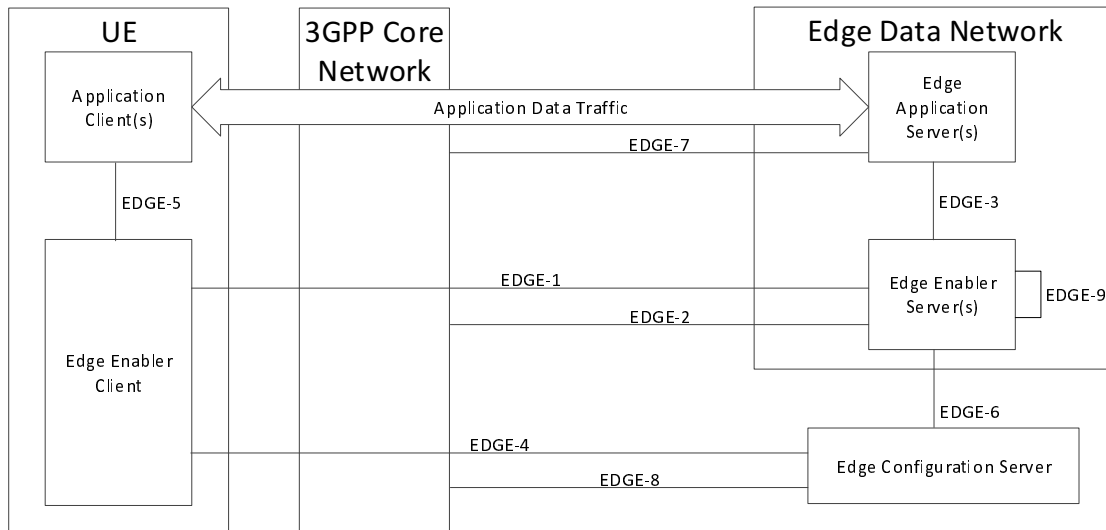 UE
3GPP Core
Network
Edge Data Network
Application
Client(s)
Application Data Traffic
Edge
Application
Server(s)
EDGE-7
EDGE-5
EDGE-3
EDGE-1
Edge Enabler
Server(s)
EDGE-9
EDGE-2
Edge Enabler
Client
EDGE-6
EDGE-4
Edge Configuration Server
EDGE-8